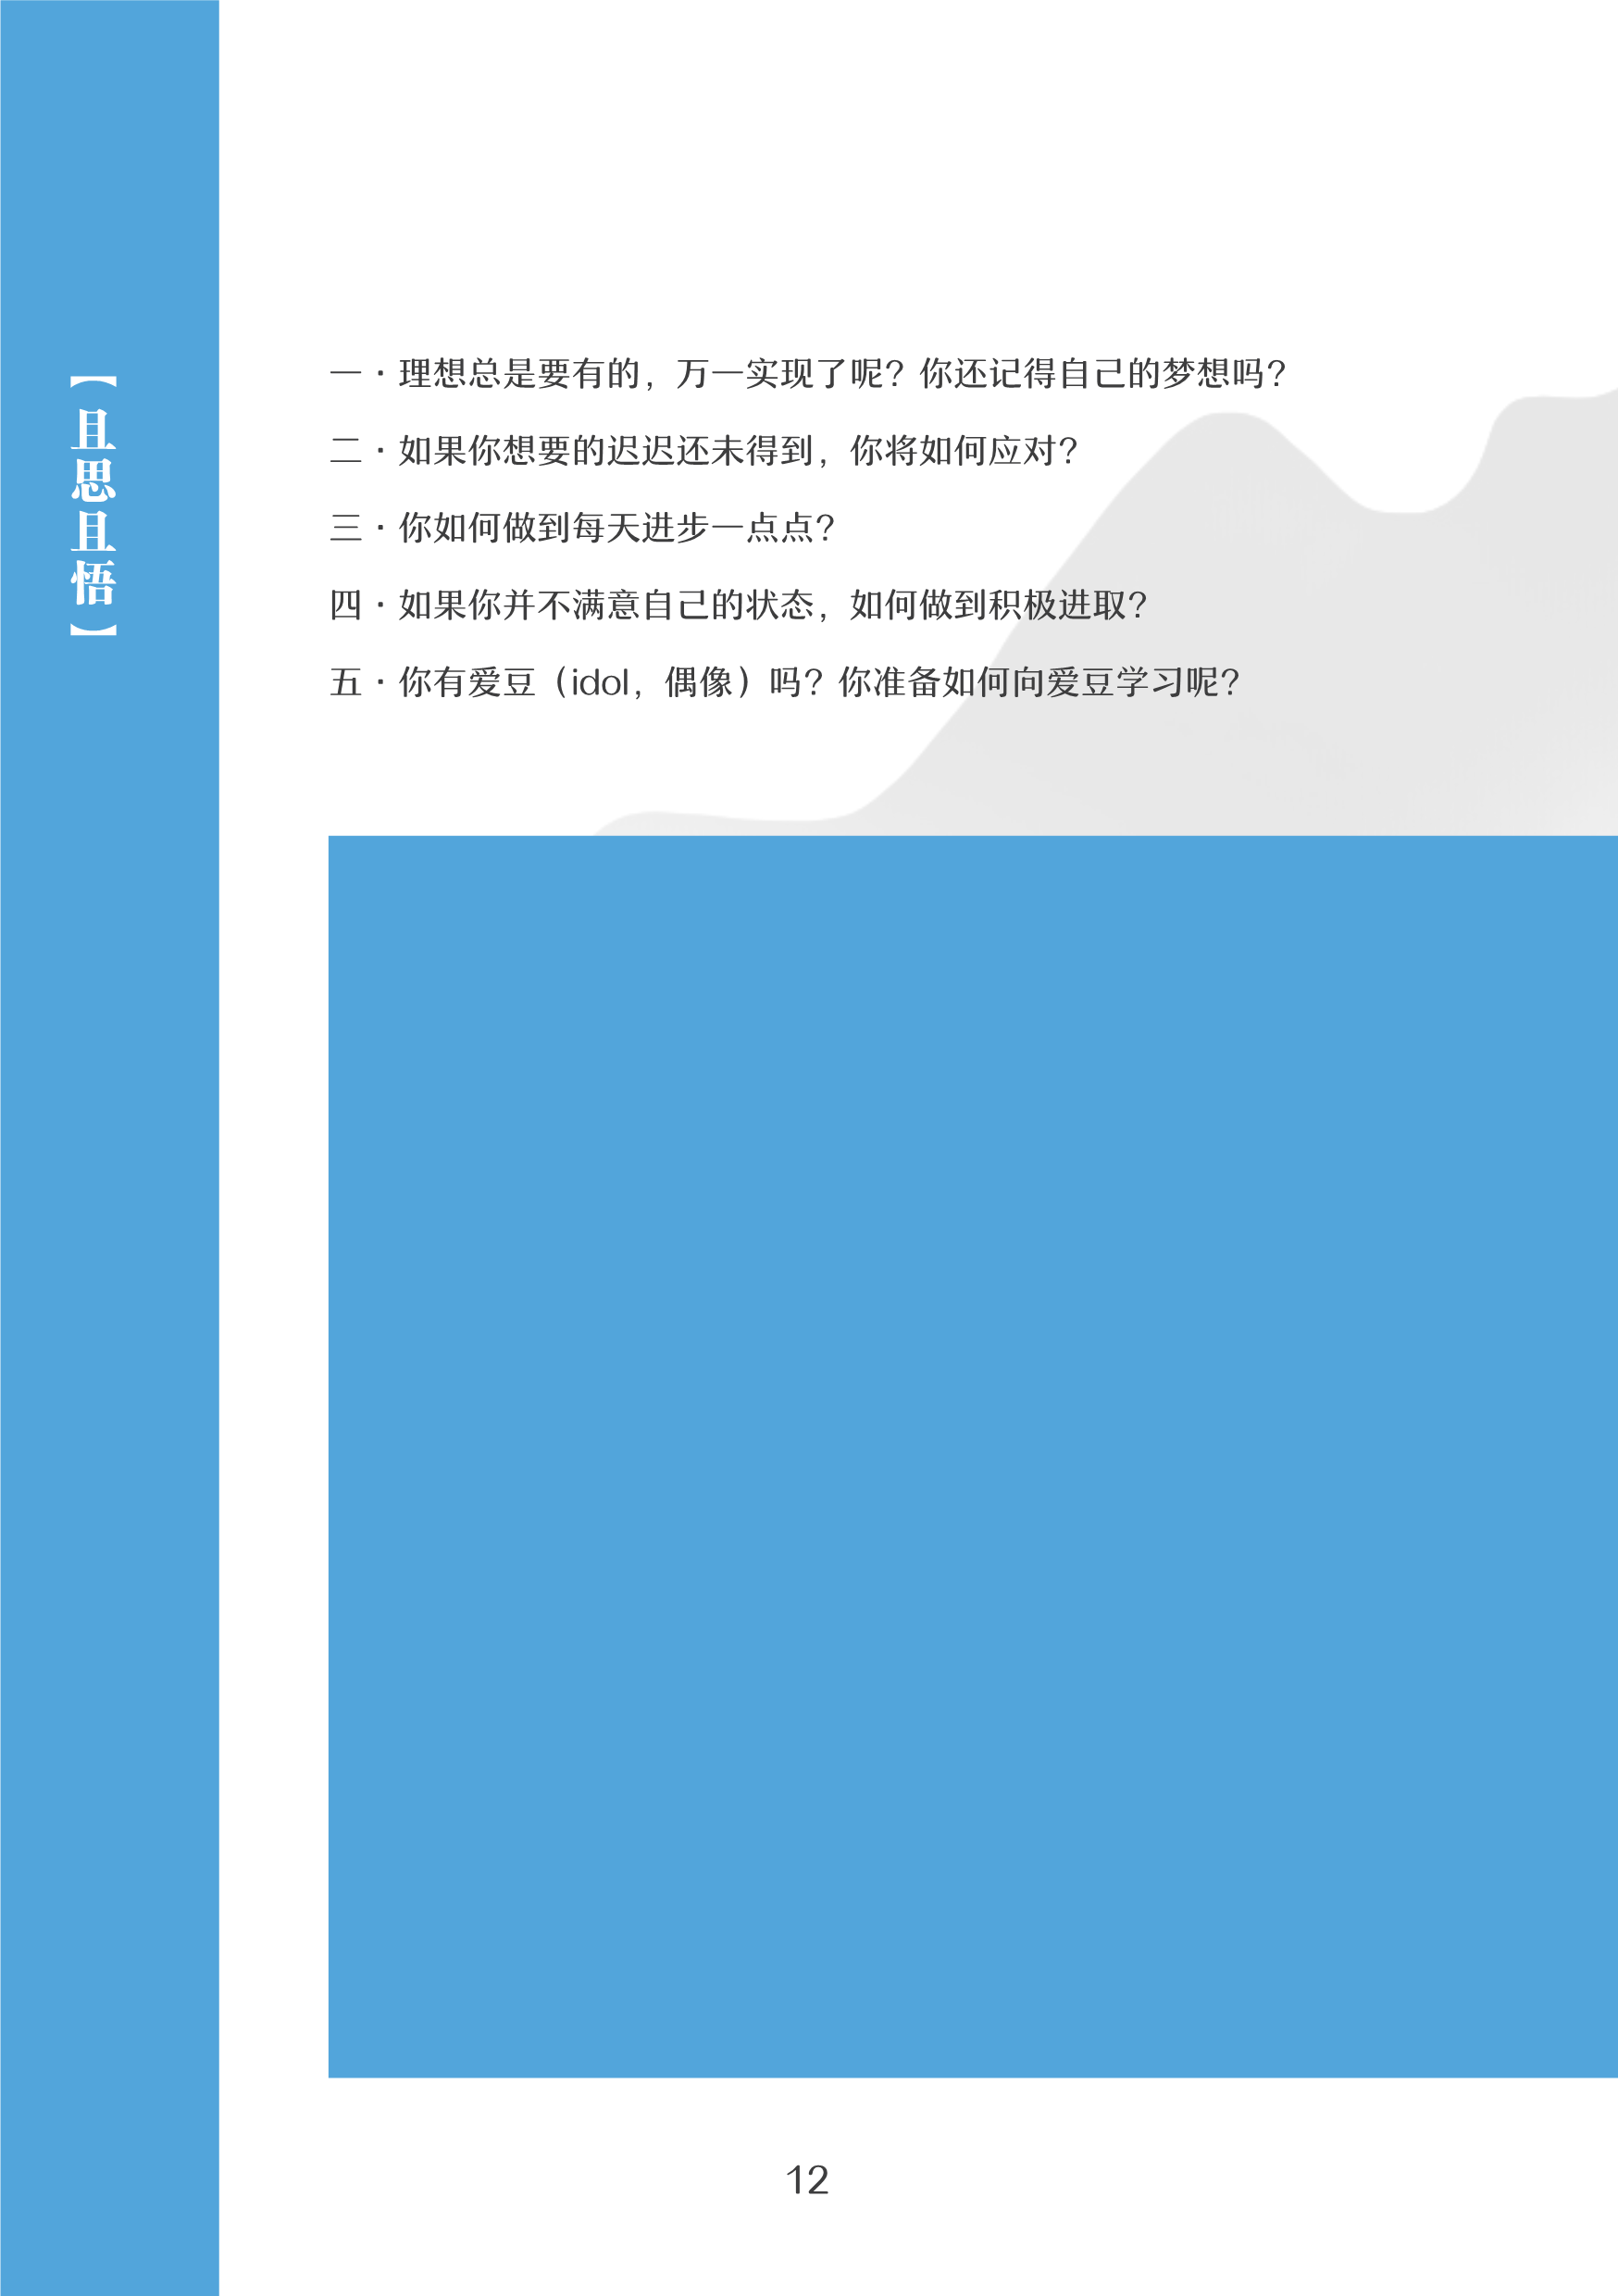 【且思且悟】
一·理想总是要有的，万一实现了呢？你还记得自己的梦想吗？
二·如果你想要的迟迟还未得到，你将如何应对？
三·你如何做到每天进步一点点？
四·如果你并不满意自己的状态，如何做到积极进取？
五·你有爱豆（idol，偶像）吗？你准备如何向爱豆学习呢？
12